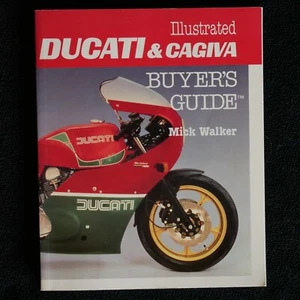 Illustrated
DUCATI & CAGIVA
BUYER'S
GUIDE™
Mick Walker
DUCATI
DUCATI